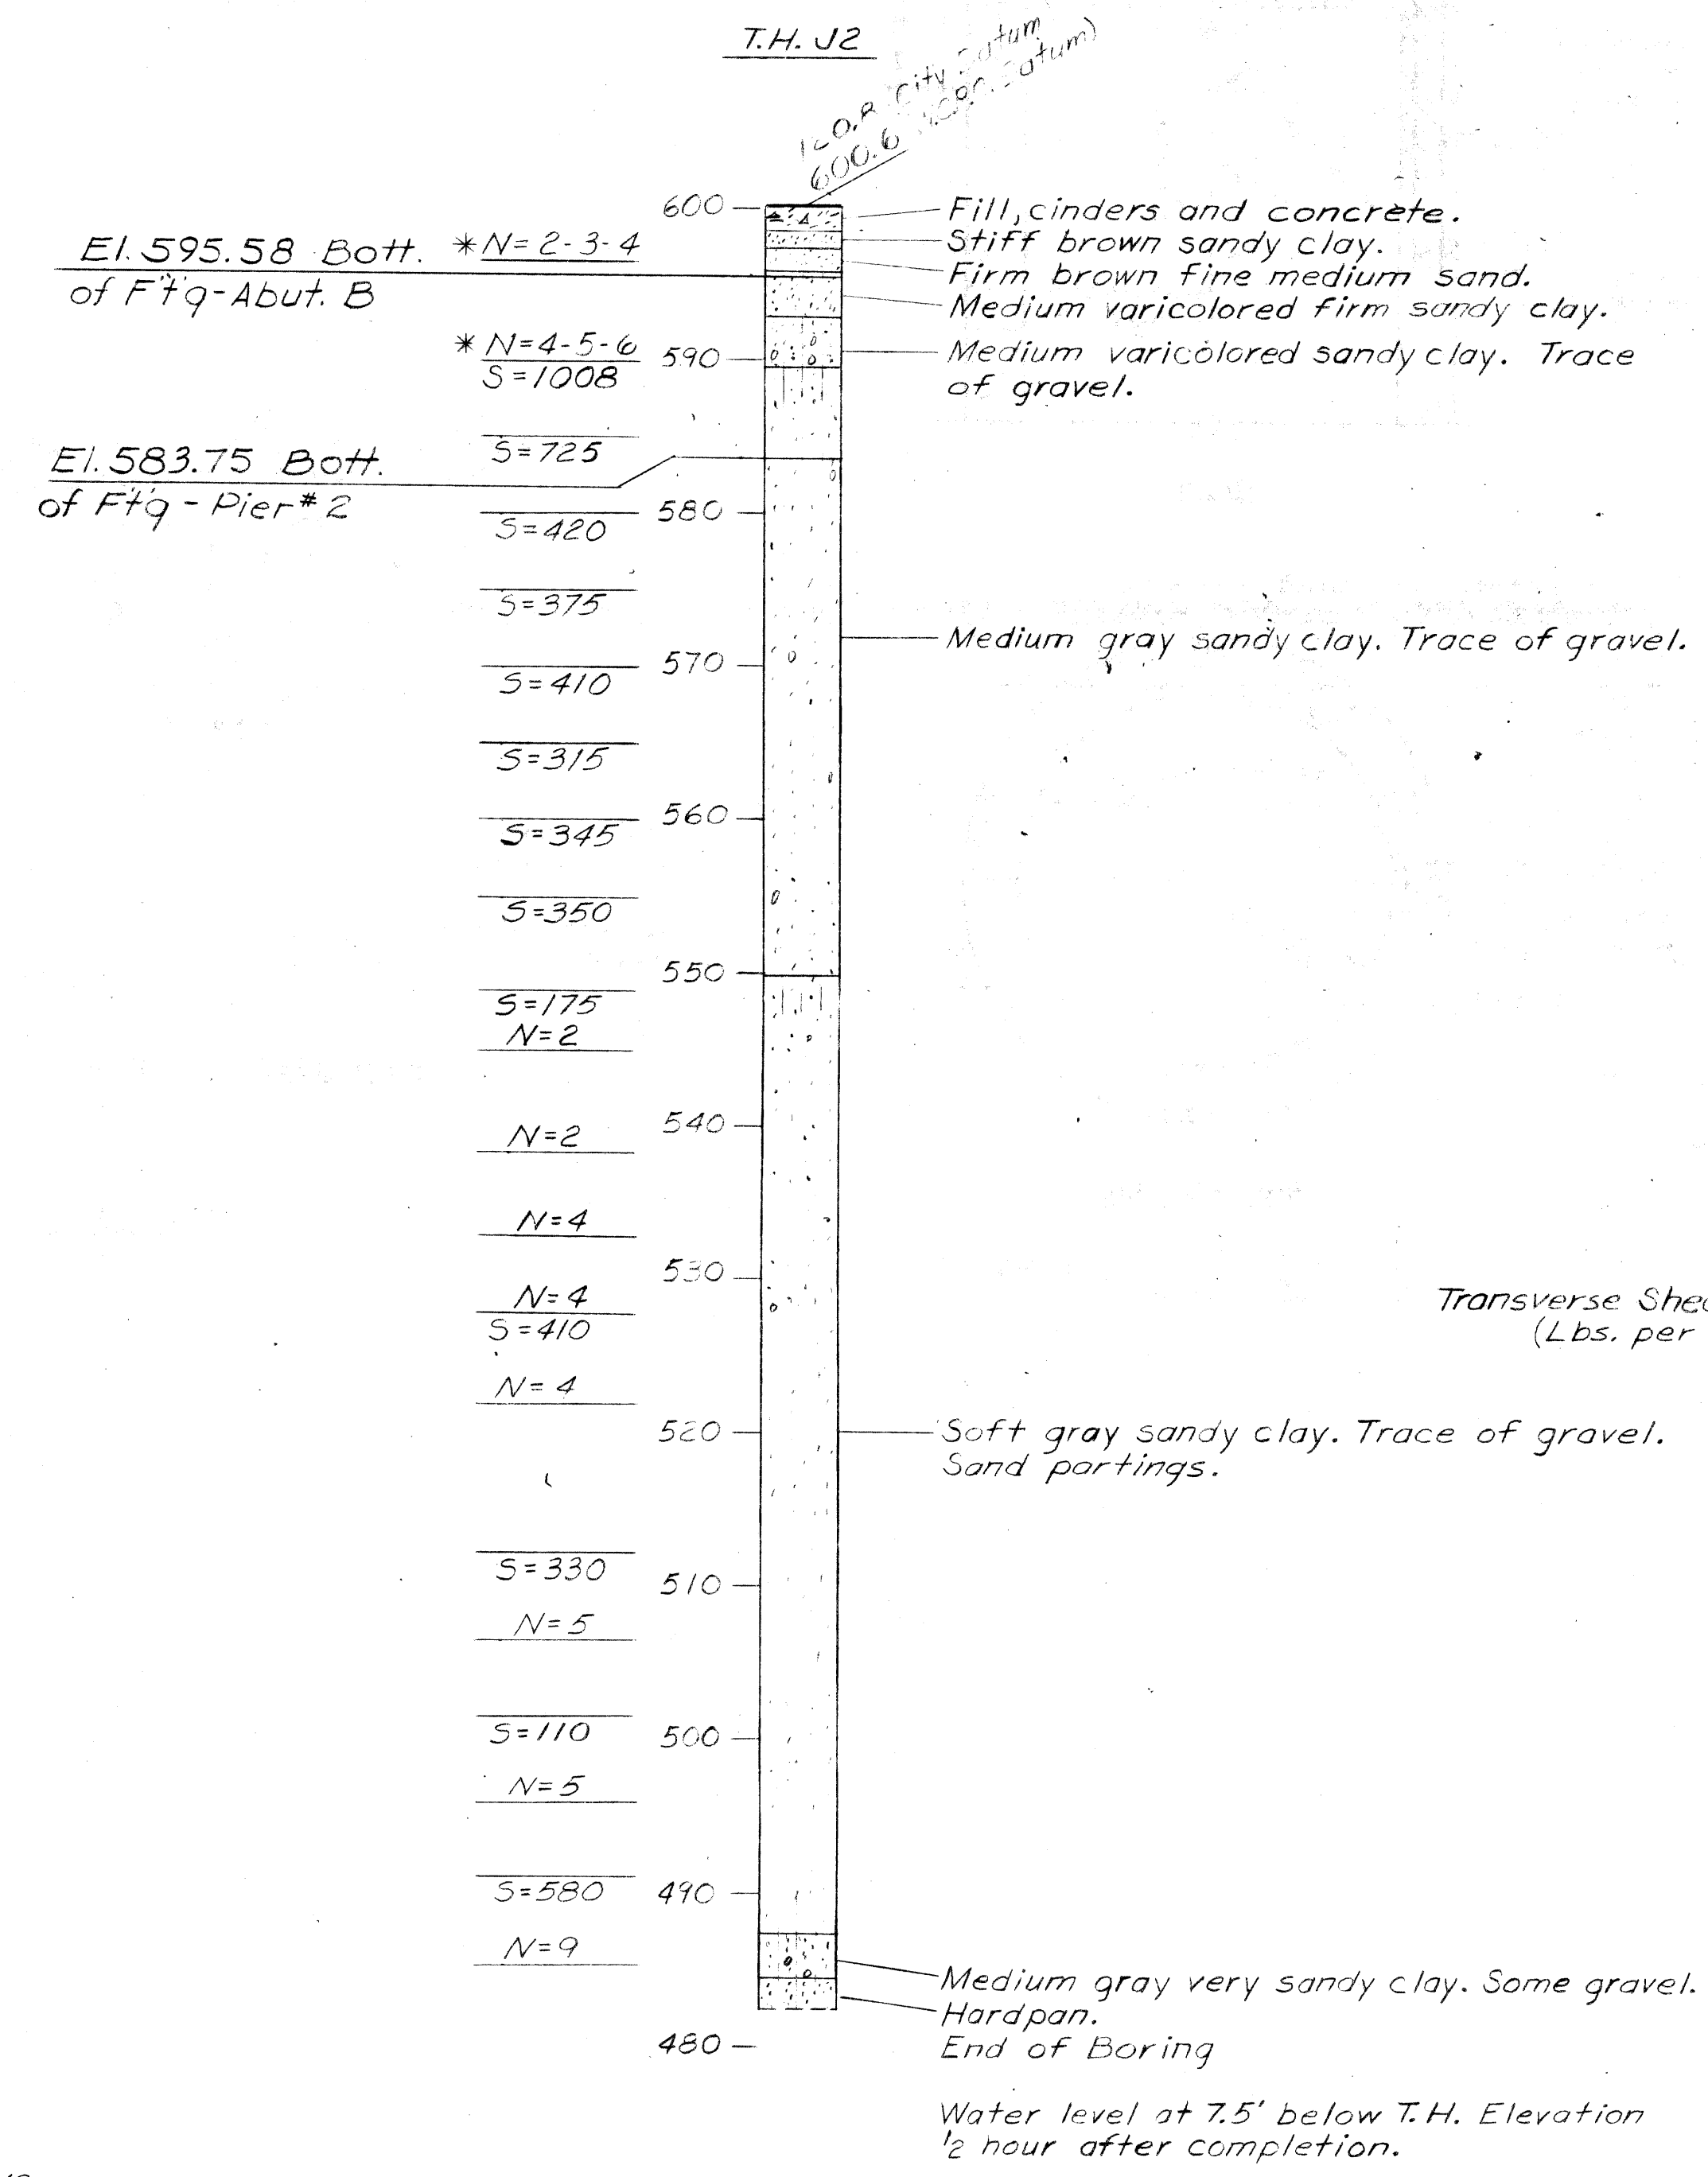 T.H. J2
City Datum
600.6
600
Fill, cinders and concrete.
El. 595.58 Bott.
of Ftg-Abut. B
*N=2-3-4
Stiff brown sandy clay.
Firm brown fine medium sand.
Medium varicolored firm sandy clay.
*N=4-5-6
S=1008
590
Medium varicolored sandy clay. Trace
of gravel.
S=725
El. 583.75 Bott.
of Ftg - Pier #2
S=420
580
S=375
Medium gray sandy clay. Trace of gravel.
570
S=410
S=315
560
S=345
S=350
550
S=175
N=2
540
N=2
N=4
530
N=4
S=410
Transverse Shea
(Lbs. per
N=4
520
Soft gray sandy clay. Trace of gravel.
Sand partings.
S=330
510
N=5
S=110
500
N=5
S=580
490
N=9
Medium gray very sandy clay. Some gravel.
Hardpan.
480
End of Boring
Water level at 7.5' below T.H. Elevation
1/2 hour after completion.